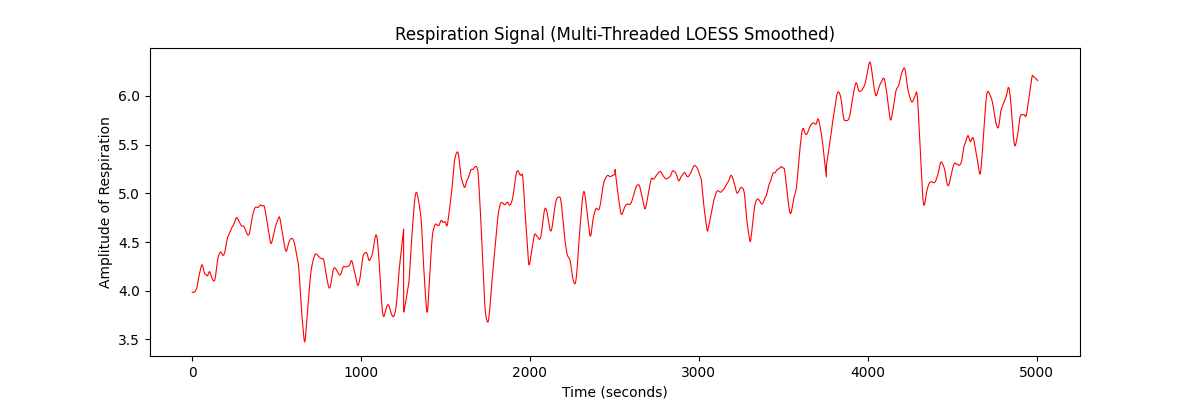 Respiration Signal (Multi-Threaded LOESS Smoothed)
Amplitude of Respiration
6.0
5.5
5.0
4.5
4.0
3.5
0 1000 2000 3000 4000 5000
Time (seconds)